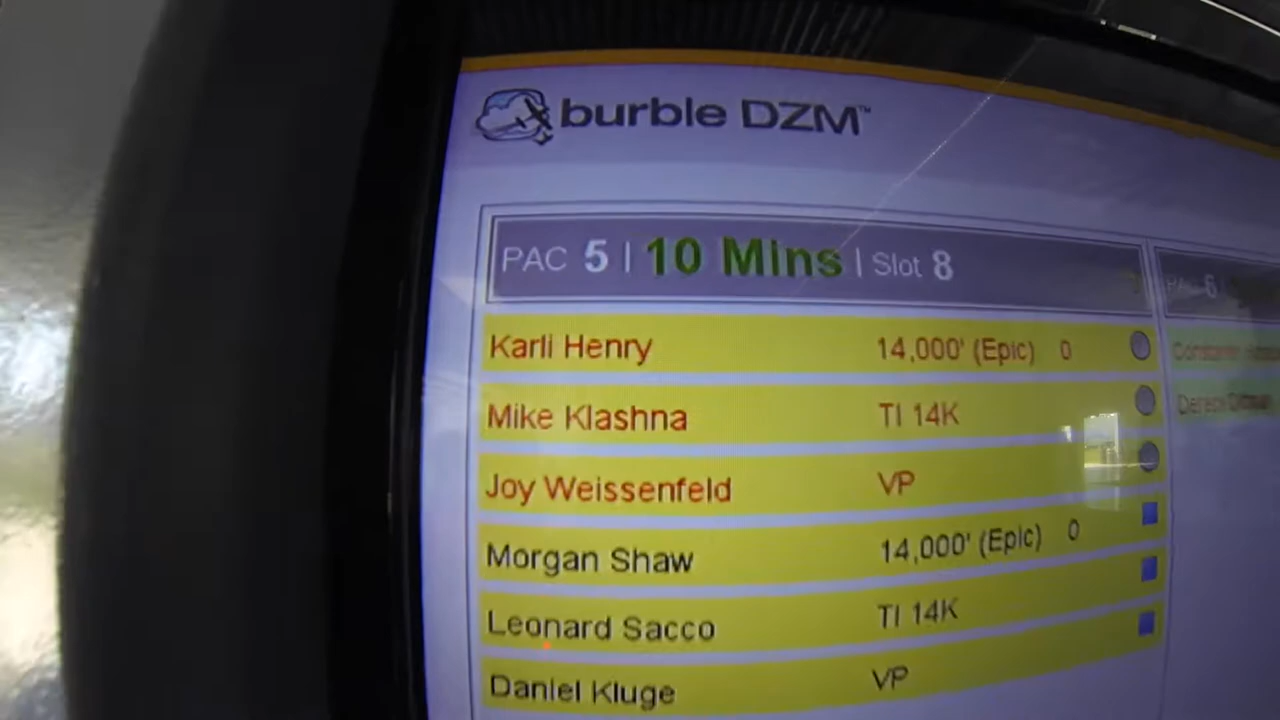 burble DZM™
PAC 5 | 10 Mins | Slot 8
Karli Henry 14,000' (Epic) 0
Mike Klashna TI 14K
Joy Weissenfeld VP
Morgan Shaw 14,000' (Epic) 0
Leonard Sacco TI 14K
Daniel Kluge VP
6